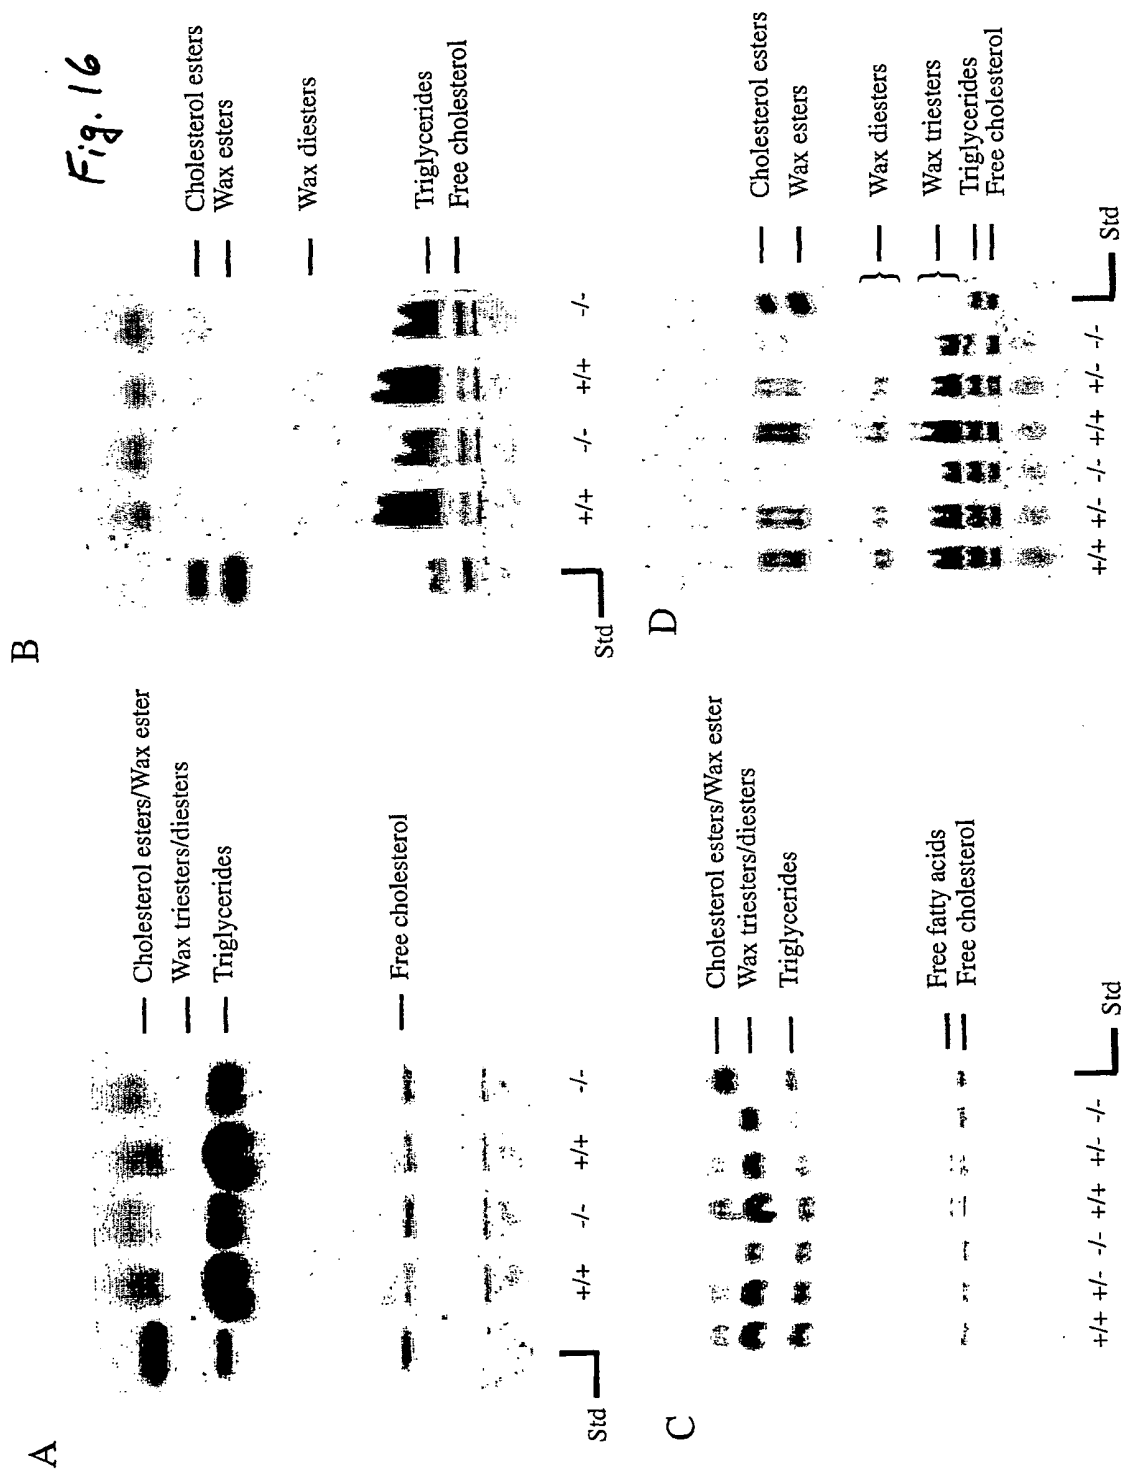 Fig. 16
A
Cholesterol esters/Wax ester
Wax triesters/diesters
Triglycerides
Free cholesterol
Std
+/+ -/- +/+ -/-
B
Cholesterol esters
Wax esters
Wax diesters
Triglycerides
Free cholesterol
Std
+/+ -/- +/+ -/-
C
Cholesterol esters/Wax ester
Wax triesters/diesters
Triglycerides
Free fatty acids
Free cholesterol
+/+ +/- -/- +/+ +/- -/-
Std
D
Cholesterol esters
Wax esters
Wax diesters
Wax triesters
Triglycerides
Free cholesterol
+/+ +/- -/- +/+ +/- -/-
Std